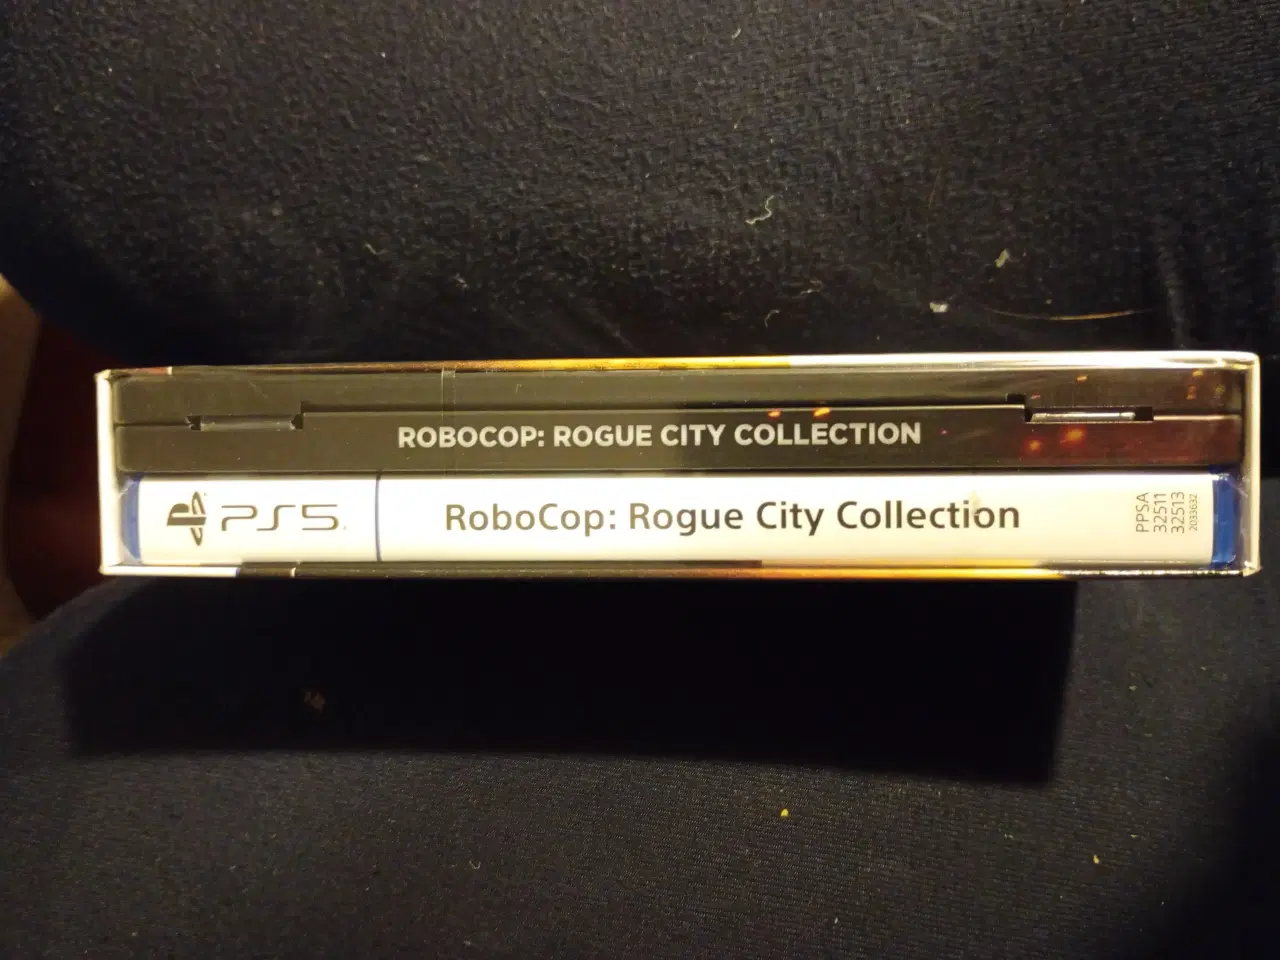 ROBOCOP: ROGUE CITY COLLECTION
PS5
RoboCop: Rogue City Collection
PPSA
32511
32513
2033632